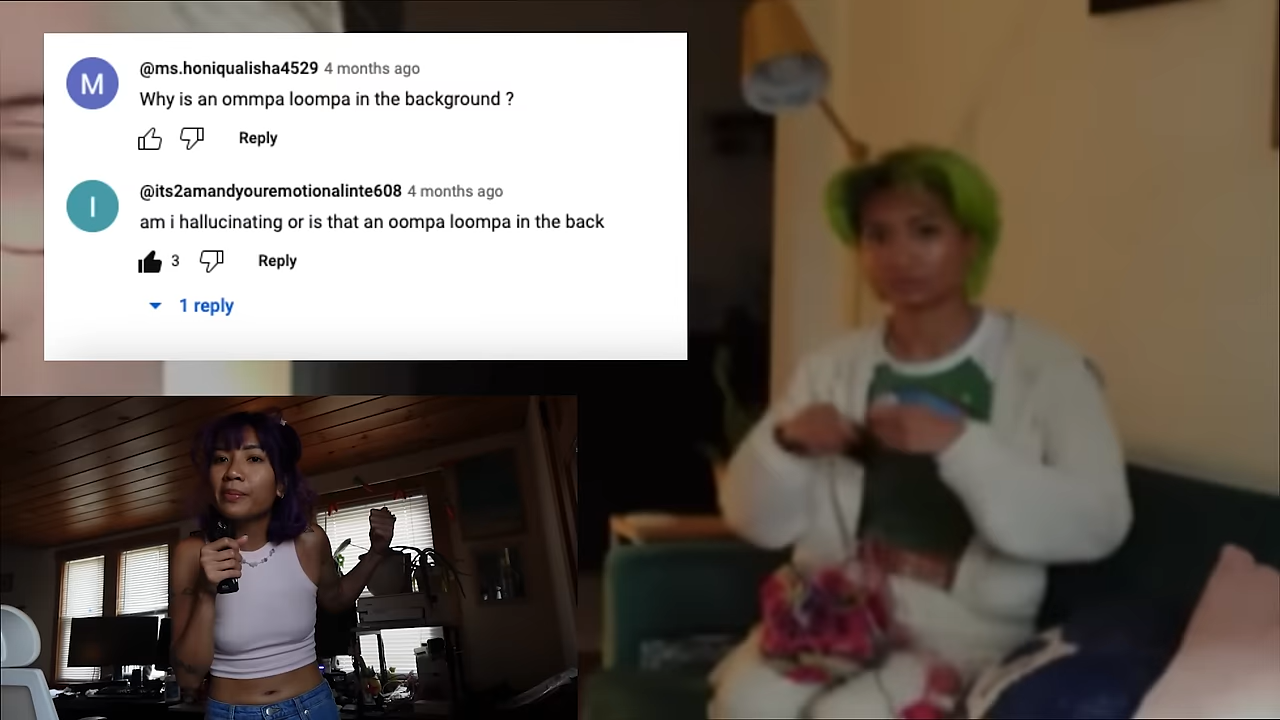 M
@ms.honiqualisha4529 4 months ago
Why is an ommpa loompa in the background ?
Reply
I
@its2amandyouremotionalinte608 4 months ago
am i hallucinating or is that an oompa loompa in the back
3 Reply
1 reply